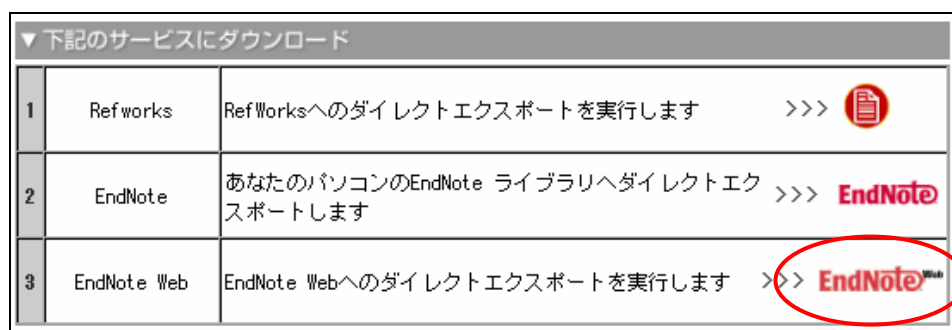 ▼ 下記のサービスにダウンロード
1 Refworks RefWorksへのダイレクトエクスポートを実行します >>>
2 EndNote あなたのパソコンのEndNote ライブラリへダイレクトエク
スポートします >>> EndNote
3 EndNote Web EndNote Webへのダイレクトエクスポートを実行します >>> EndNote Web